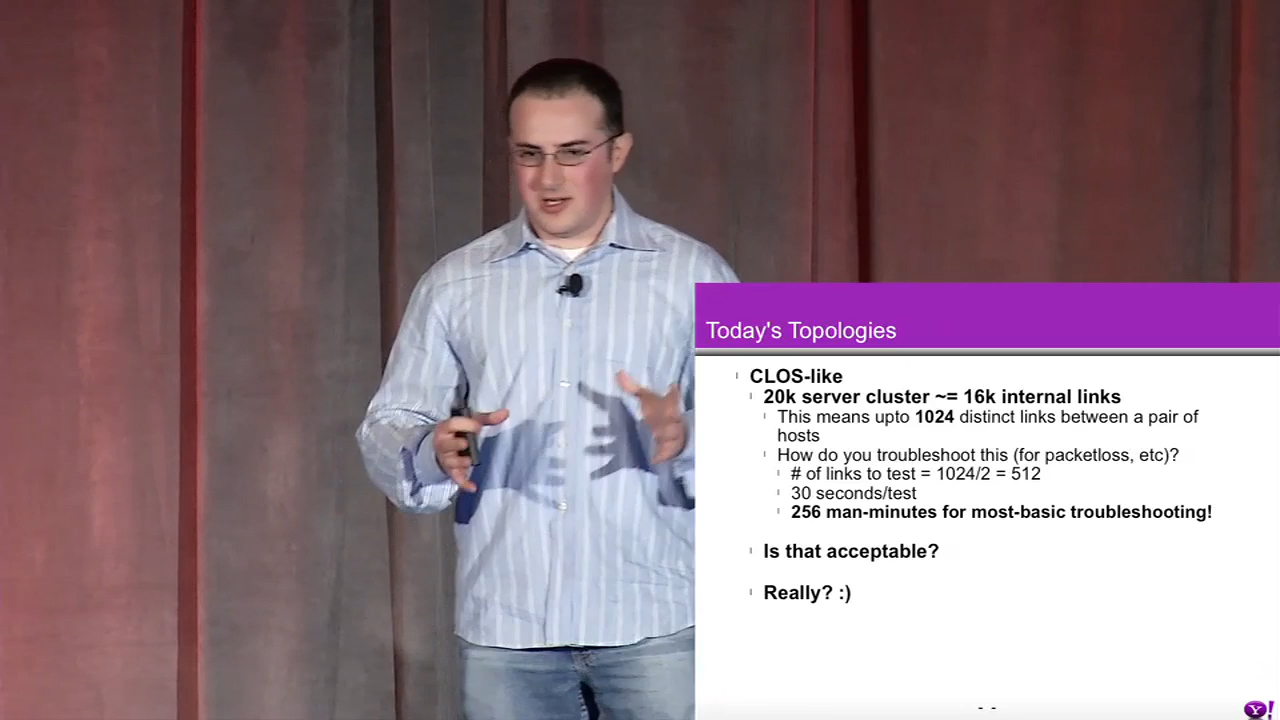 Today's Topologies
CLOS-like
20k server cluster ~= 16k internal links
This means upto 1024 distinct links between a pair of
hosts
How do you troubleshoot this (for packetloss, etc)?
# of links to test = 1024/2 = 512
30 seconds/test
256 man-minutes for most-basic troubleshooting!
Is that acceptable?
Really? :)
- -
Y!